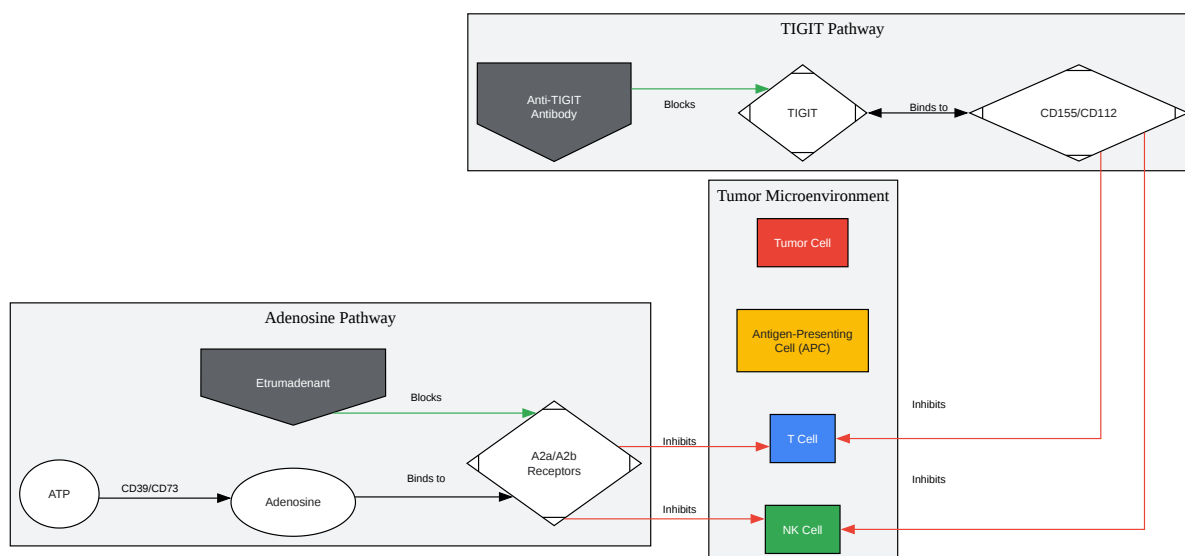 TIGIT Pathway
Anti-TIGIT
Antibody
Blocks
TIGIT
Binds to
CD155/CD112
Tumor Microenvironment
Tumor Cell
Antigen-Presenting
Cell (APC)
Adenosine Pathway
Etrumadenant
Blocks
A2a/A2b
Receptors
Inhibits
T Cell
Inhibits
ATP
CD39/CD73
Adenosine
Binds to
Inhibits
NK Cell
Inhibits